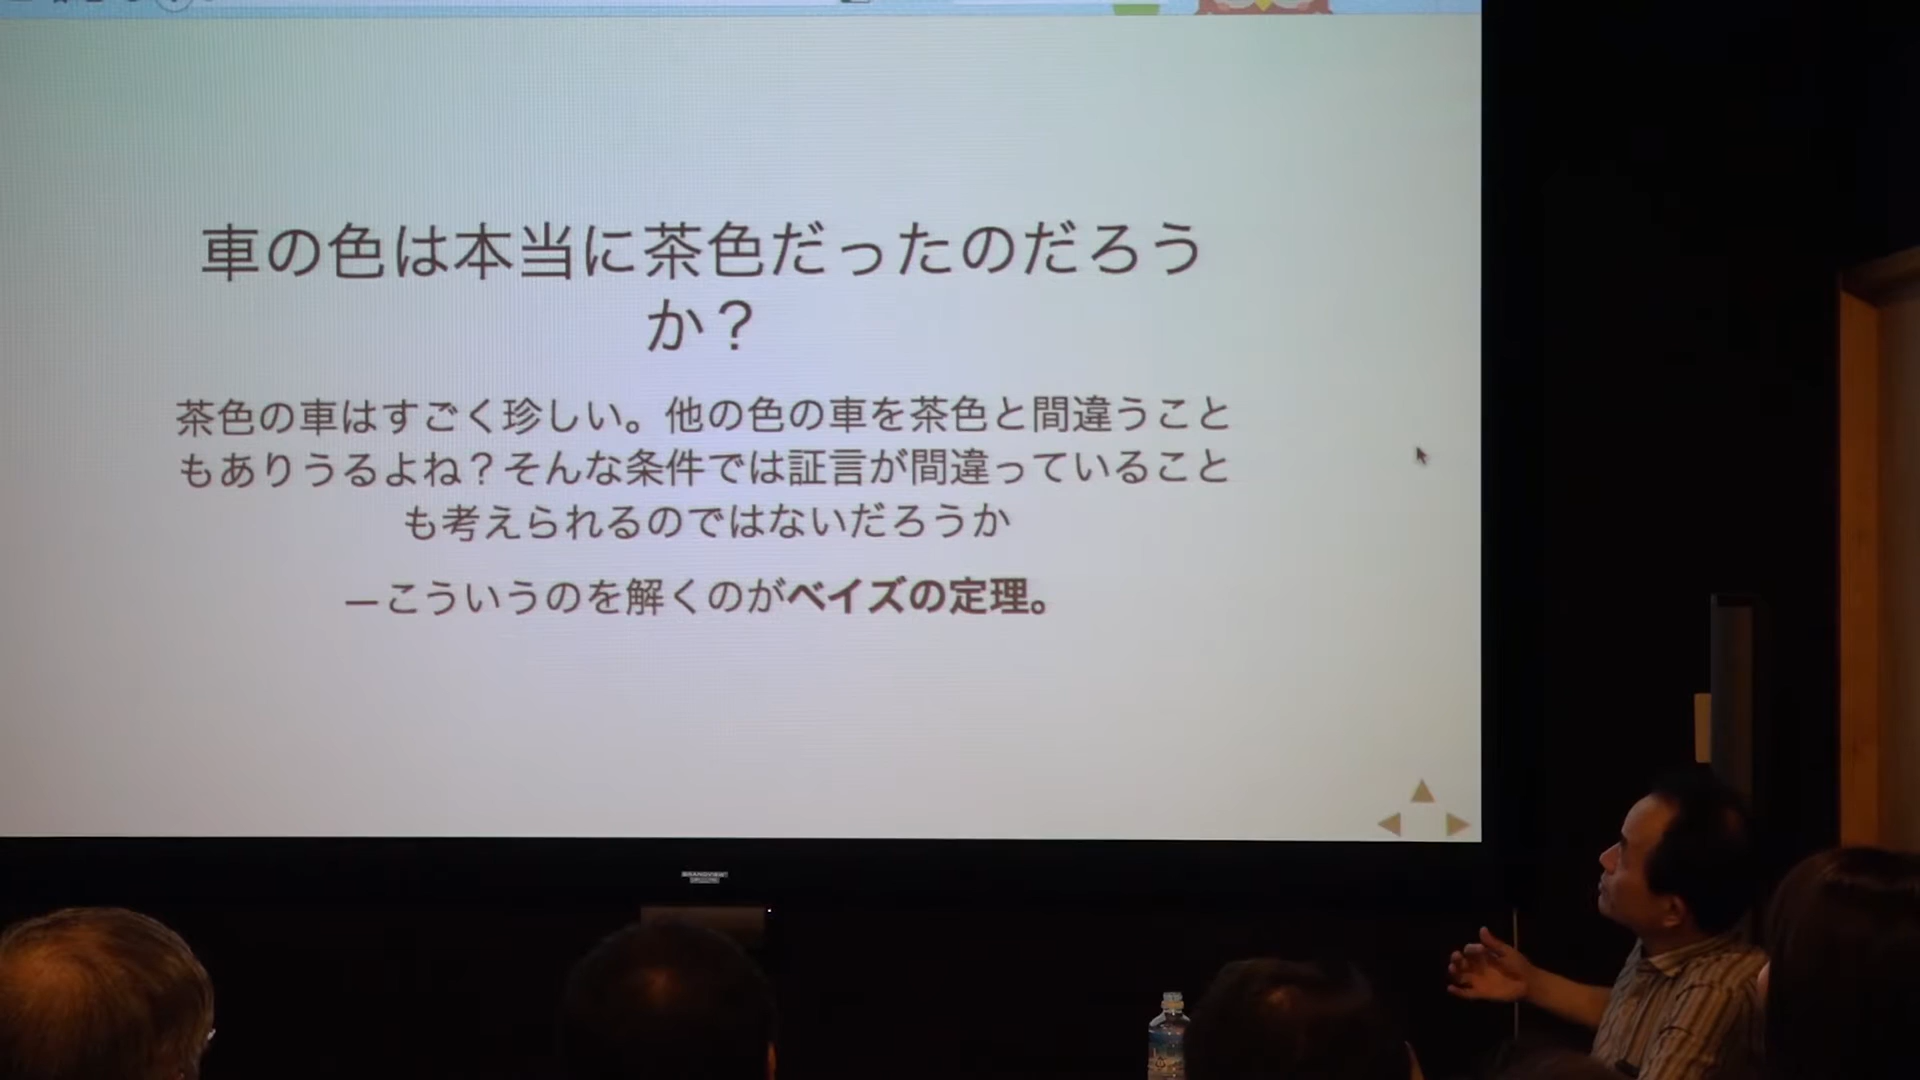 車の色は本当に茶色だったのだろう
か？
茶色の車はすごく珍しい。他の色の車を茶色と間違うこと
もありうるよね？そんな条件では証言が間違っていること
も考えられるのではないだろうか
—こういうのを解くのがベイズの定理。